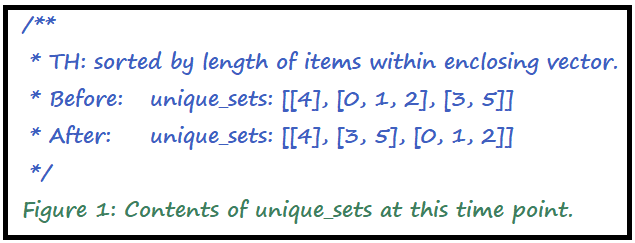 /**
* TH: sorted by length of items within enclosing vector.
* Before: unique_sets: [[4], [0, 1, 2], [3, 5]]
* After: unique_sets: [[4], [3, 5], [0, 1, 2]]
*/
Figure 1: Contents of unique_sets at this time point.